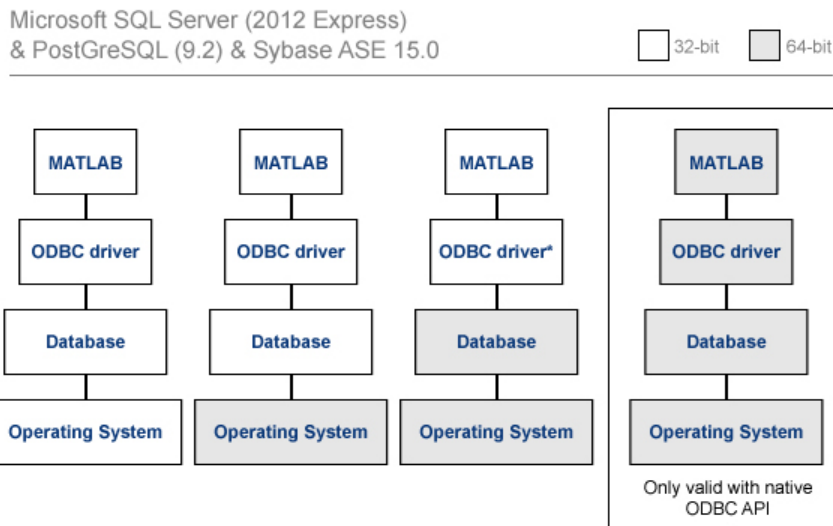 Microsoft SQL Server (2012 Express)
& PostGreSQL (9.2) & Sybase ASE 15.0
32-bit
64-bit
MATLAB
MATLAB
MATLAB
MATLAB
ODBC driver
ODBC driver
ODBC driver*
ODBC driver
Database
Database
Database
Database
Operating System
Operating System
Operating System
Operating System
Only valid with native
ODBC API